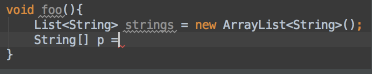 void foo(){
List<String> strings = new ArrayList<String>();
String[] p =
}